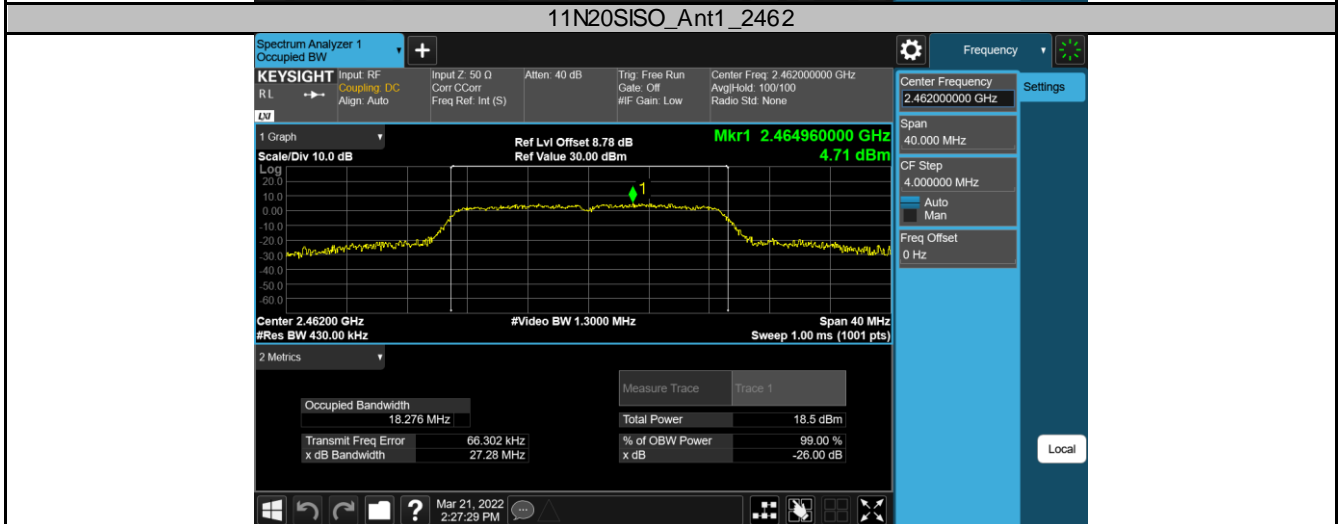 11N20SISO_Ant1_2462
Spectrum Analyzer 1
Occupied BW
+
Frequency
KEYSIGHT
RL
LXI
Input: RF
Coupling: DC
Align: Auto
Input Z: 50 Ω
Corr CCorr
Freq Ref: Int (S)
Atten: 40 dB
Trig: Free Run
Gate: Off
#IF Gain: Low
Center Freq: 2.462000000 GHz
Avg|Hold: 100/100
Radio Std: None
Center Frequency
2.462000000 GHz
Settings
Span
40.000 MHz
CF Step
4.000000 MHz
Auto
Man
Freq Offset
0 Hz
1 Graph
Scale/Div 10.0 dB
Ref Lvl Offset 8.78 dB
Ref Value 30.00 dBm
Mkr1 2.464960000 GHz
4.71 dBm
Log
20.0
10.0
0.00
-10.0
-20.0
-30.0
-40.0
-50.0
-60.0
1
Center 2.46200 GHz
#Res BW 430.00 kHz
#Video BW 1.3000 MHz
Span 40 MHz
Sweep 1.00 ms (1001 pts)
2 Metrics
Measure Trace Trace 1
Occupied Bandwidth
18.276 MHz
Total Power 18.5 dBm
Transmit Freq Error 66.302 kHz
x dB Bandwidth 27.28 MHz
% of OBW Power 99.00 %
x dB -26.00 dB
Local
?
Mar 21, 2022
2:27:29 PM